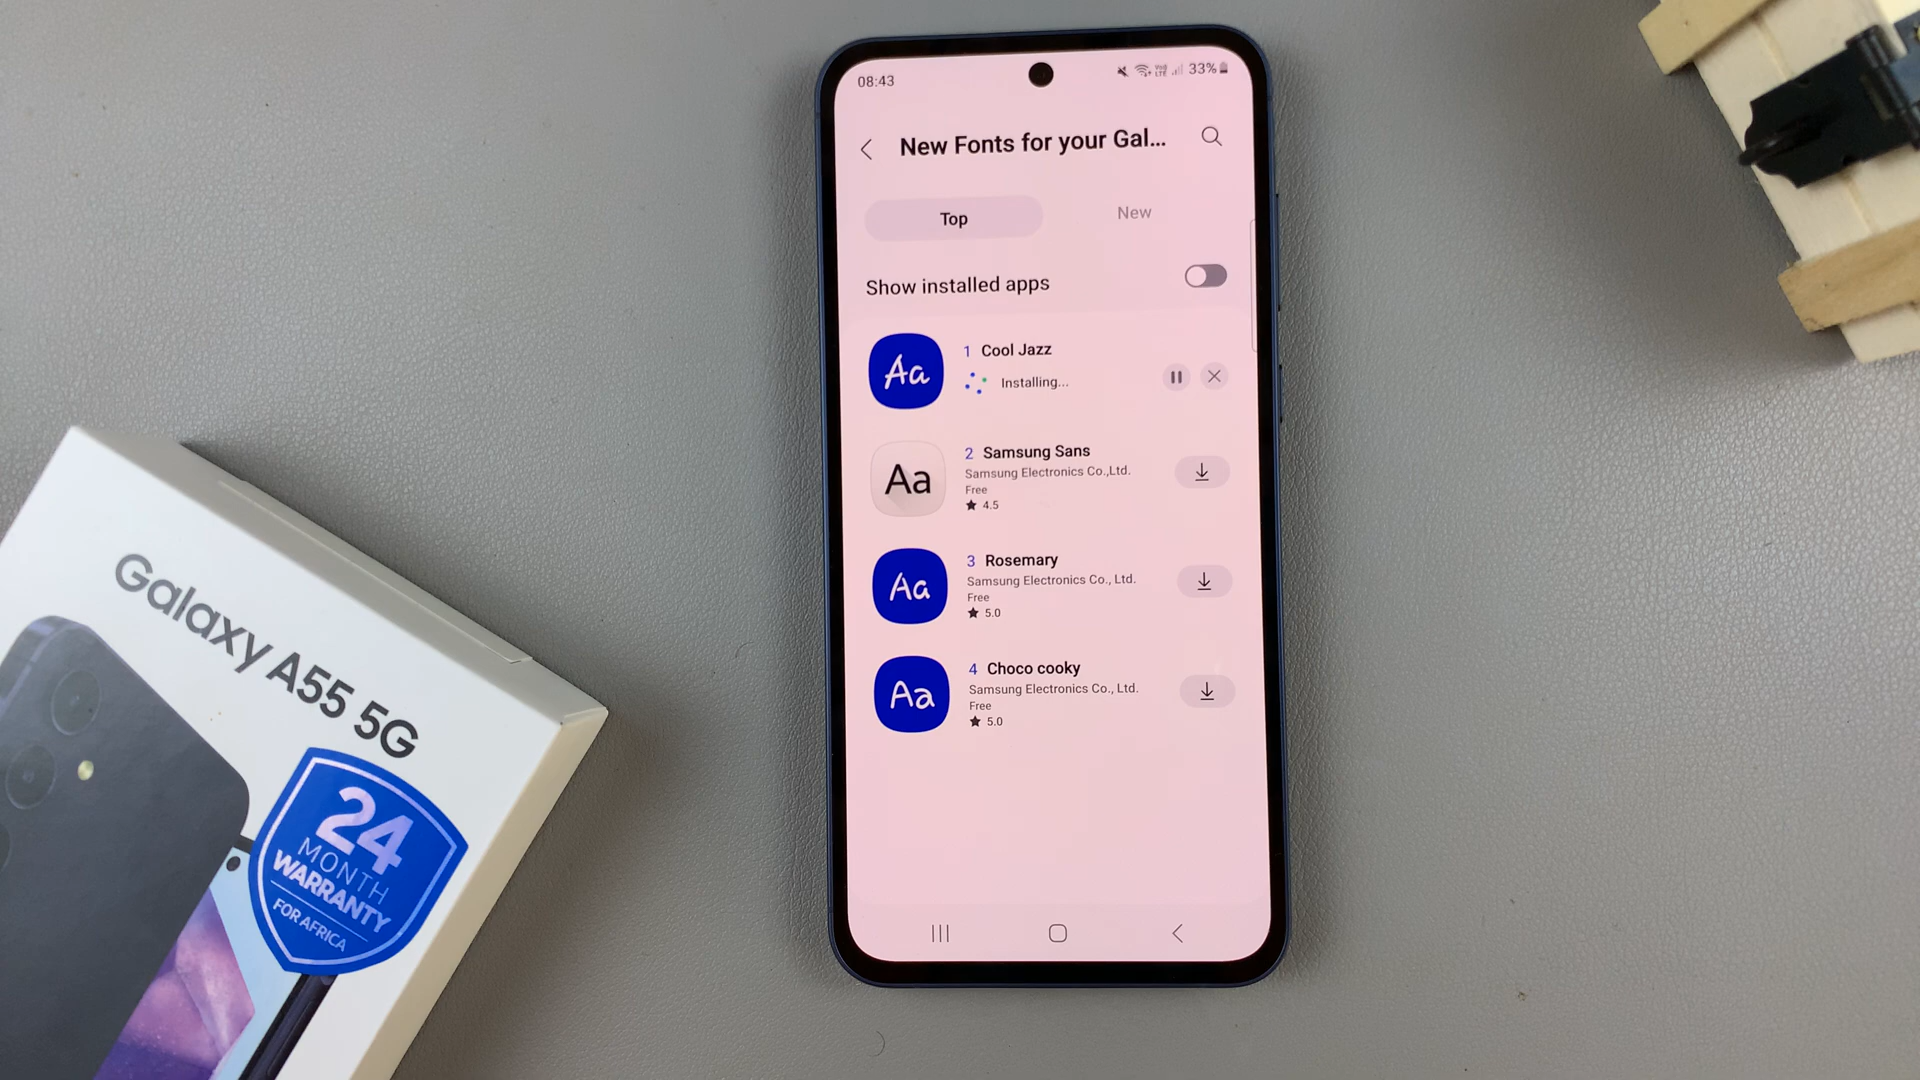 08:43
33%
New Fonts for your Gal...
Top
New
Show installed apps
Aa
1 Cool Jazz
Installing...
Aa
2 Samsung Sans
Samsung Electronics Co.,Ltd.
Free
★ 4.5
Aa
3 Rosemary
Samsung Electronics Co., Ltd.
Free
★ 5.0
Aa
4 Choco cooky
Samsung Electronics Co., Ltd.
Free
★ 5.0
Galaxy A55 5G
24
MONTH
WARRANTY
FOR AFRICA